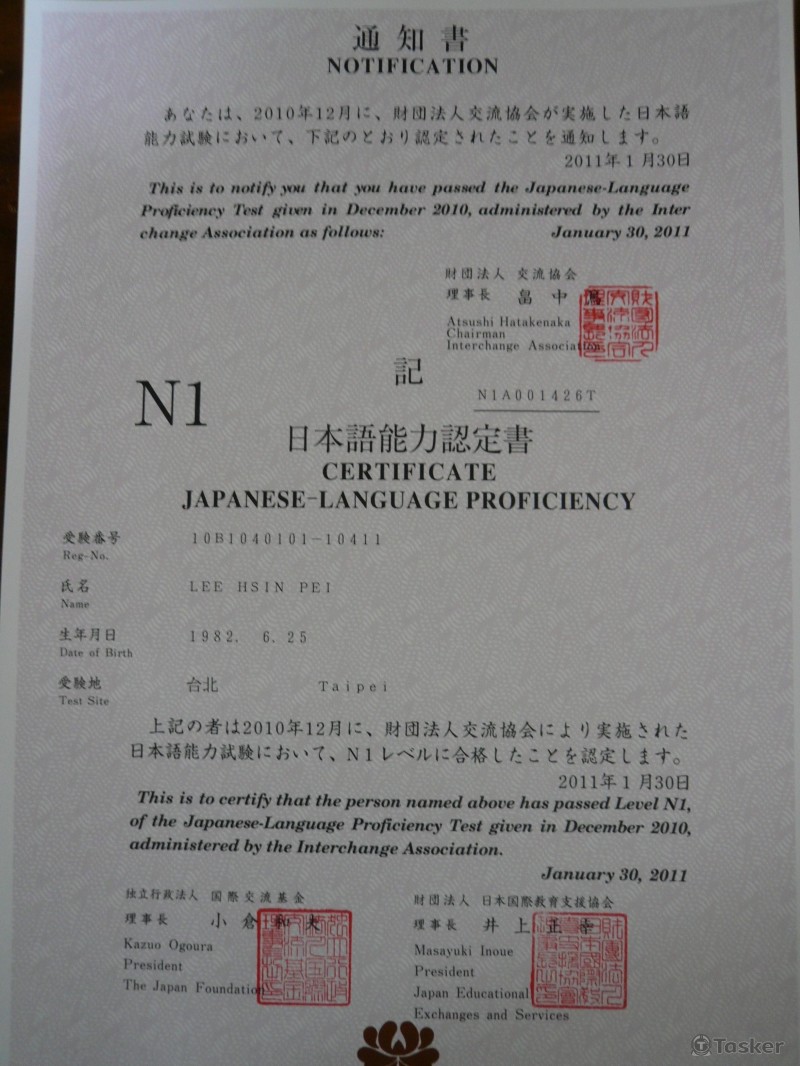 通知書
NOTIFICATION
あなたは、2010年12月に、財団法人交流協会が実施した日本語
能力試験において、下記のとおり認定されたことを通知します。
2011年1月30日
This is to notify you that you have passed the Japanese-Language
Proficiency Test given in December 2010, administered by the Inter
change Association as follows: January 30, 2011
財団法人 交流協会
理事長 畠中
Atsushi Hatakenaka
Chairman
Interchange Association
記
N1
N1A001426T
日本語能力認定書
CERTIFICATE
JAPANESE-LANGUAGE PROFICIENCY
受験番号 10B1040101-10411
Reg-No.
氏名 LEE HSIN PEI
Name
生年月日 1982. 6.25
Date of Birth
受験地 台北 Taipei
Test Site
上記の者は2010年12月に、財団法人交流協会により実施された
日本語能力試験において、N1レベルに合格したことを認定します。
2011年1月30日
This is to certify that the person named above has passed Level N1,
of the Japanese-Language Proficiency Test given in December 2010,
administered by the Interchange Association.
January 30, 2011
独立行政法人 国際交流基金
理事長 小倉和夫
Kazuo Ogoura
President
The Japan Foundation
財団法人 日本国際教育支援協会
理事長 井上正幸
Masayuki Inoue
President
Japan Educational
Exchanges and Services
Tasker